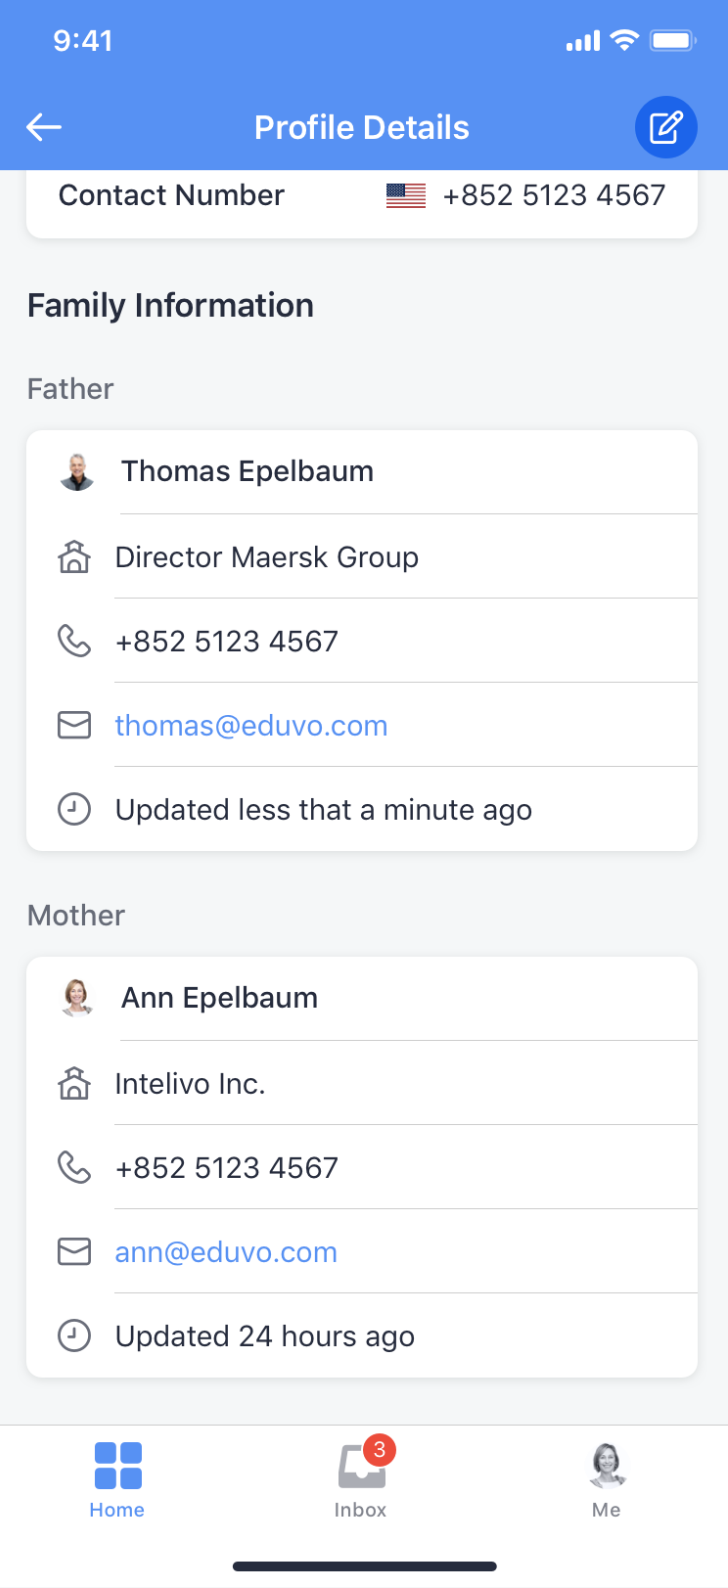 9:41
Profile Details
Contact Number +852 5123 4567
Family Information
Father
Thomas Epelbaum
Director Maersk Group
+852 5123 4567
thomas@eduvo.com
Updated less that a minute ago
Mother
Ann Epelbaum
Intelivo Inc.
+852 5123 4567
ann@eduvo.com
Updated 24 hours ago
3
Home Inbox Me